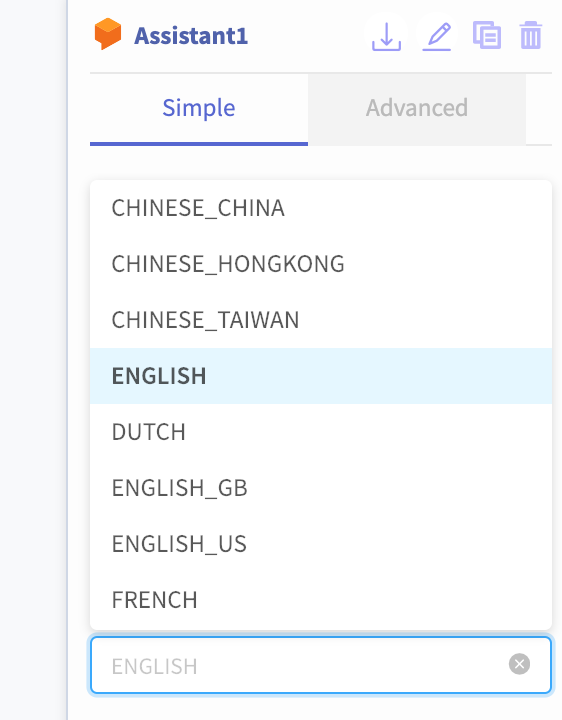 Assistant1
Simple
Advanced
CHINESE_CHINA
CHINESE_HONGKONG
CHINESE_TAIWAN
ENGLISH
DUTCH
ENGLISH_GB
ENGLISH_US
FRENCH
ENGLISH